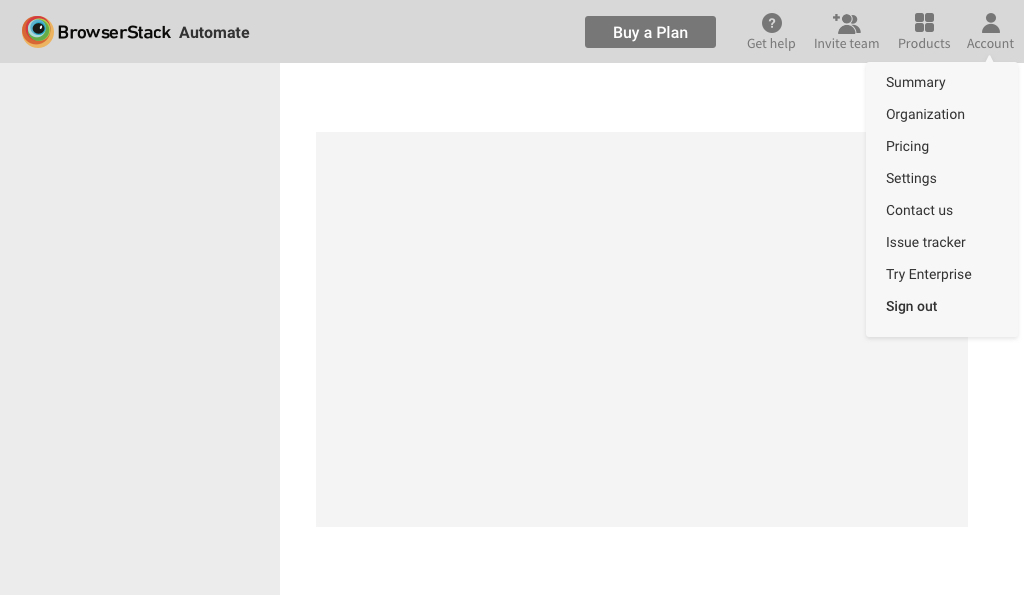 BrowserStack Automate
Buy a Plan
?
Get help
Invite team
Products
Account
Summary
Organization
Pricing
Settings
Contact us
Issue tracker
Try Enterprise
Sign out